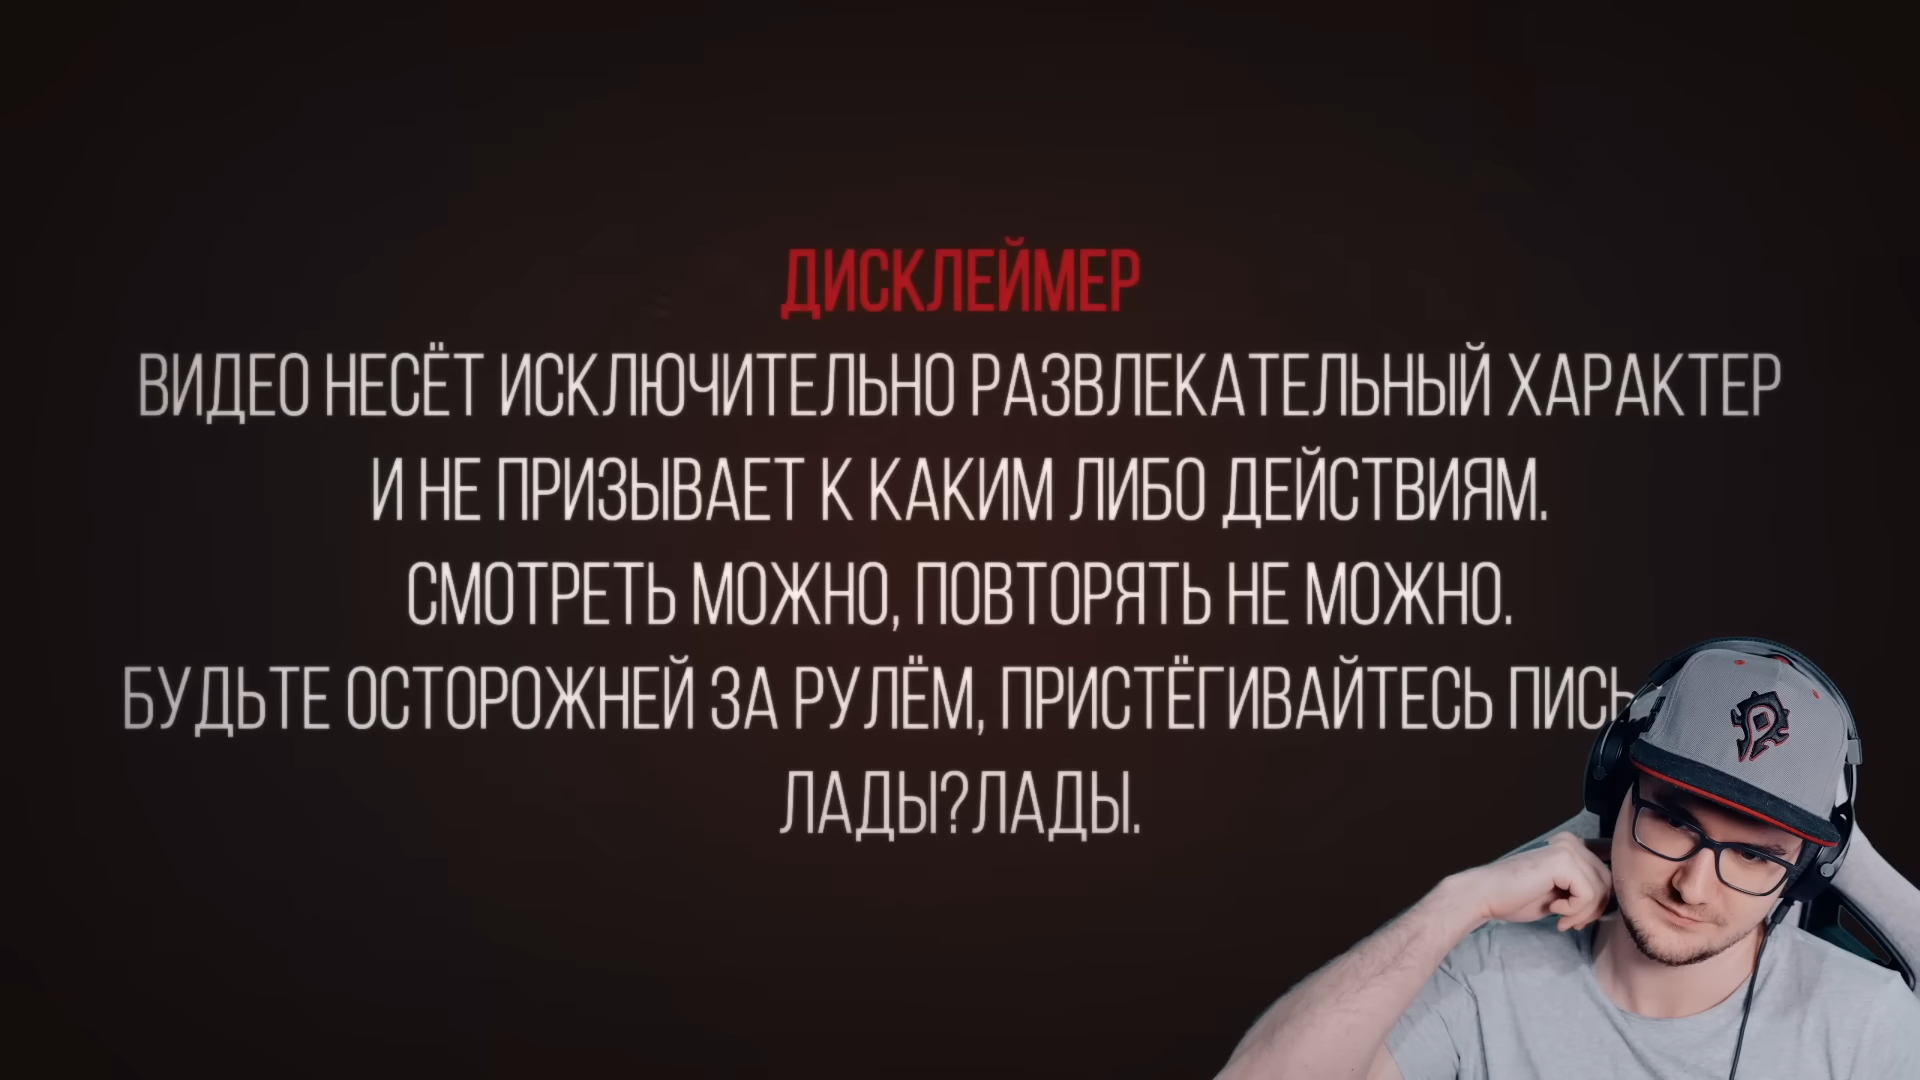 ДИСКЛЕЙМЕР
ВИДЕО НЕСЁТ ИСКЛЮЧИТЕЛЬНО РАЗВЛЕКАТЕЛЬНЫЙ ХАРАКТЕР
И НЕ ПРИЗЫВАЕТ К КАКИМ ЛИБО ДЕЙСТВИЯМ.
СМОТРЕТЬ МОЖНО, ПОВТОРЯТЬ НЕ МОЖНО.
БУДЬТЕ ОСТОРОЖНЕЙ ЗА РУЛЁМ, ПРИСТЁГИВАЙТЕСЬ
ЛАДЫ?ЛАДЫ.